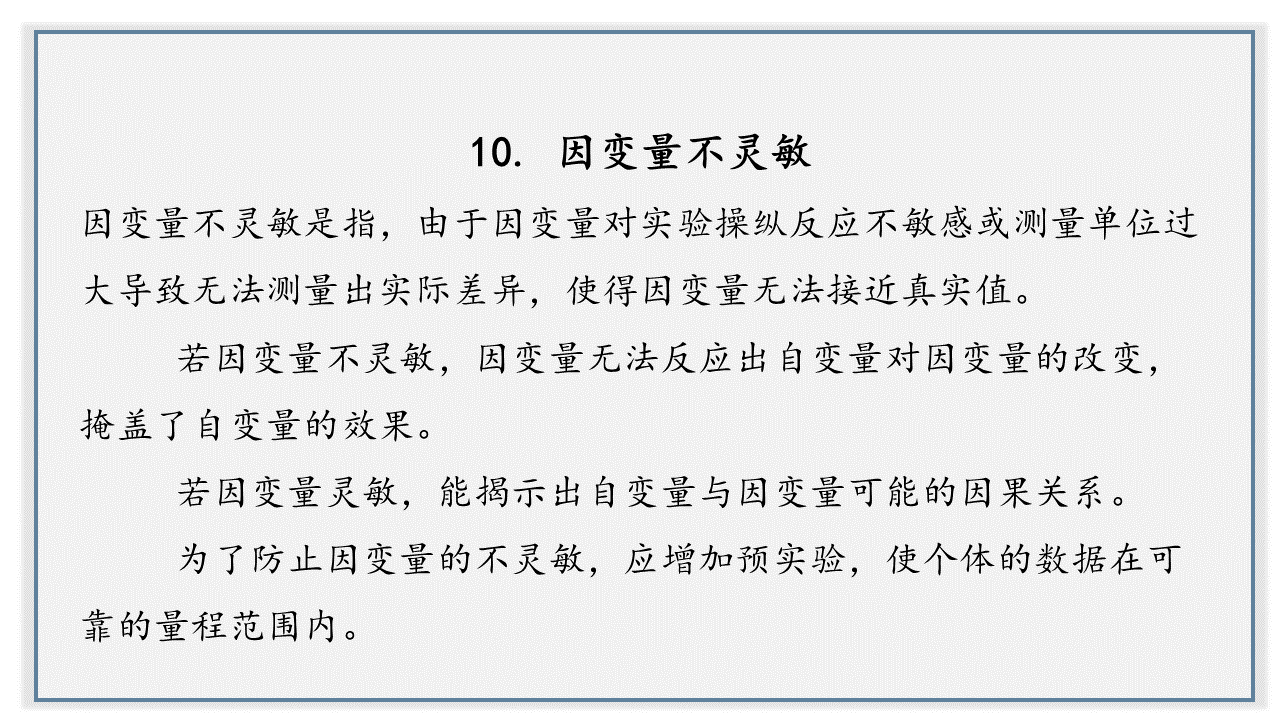 10. 因变量不灵敏
因变量不灵敏是指，由于因变量对实验操纵反应不敏感或测量单位过
大导致无法测量出实际差异，使得因变量无法接近真实值。
若因变量不灵敏，因变量无法反应出自变量对因变量的改变，
掩盖了自变量的效果。
若因变量灵敏，能揭示出自变量与因变量可能的因果关系。
为了防止因变量的不灵敏，应增加预实验，使个体的数据在可
靠的量程范围内。